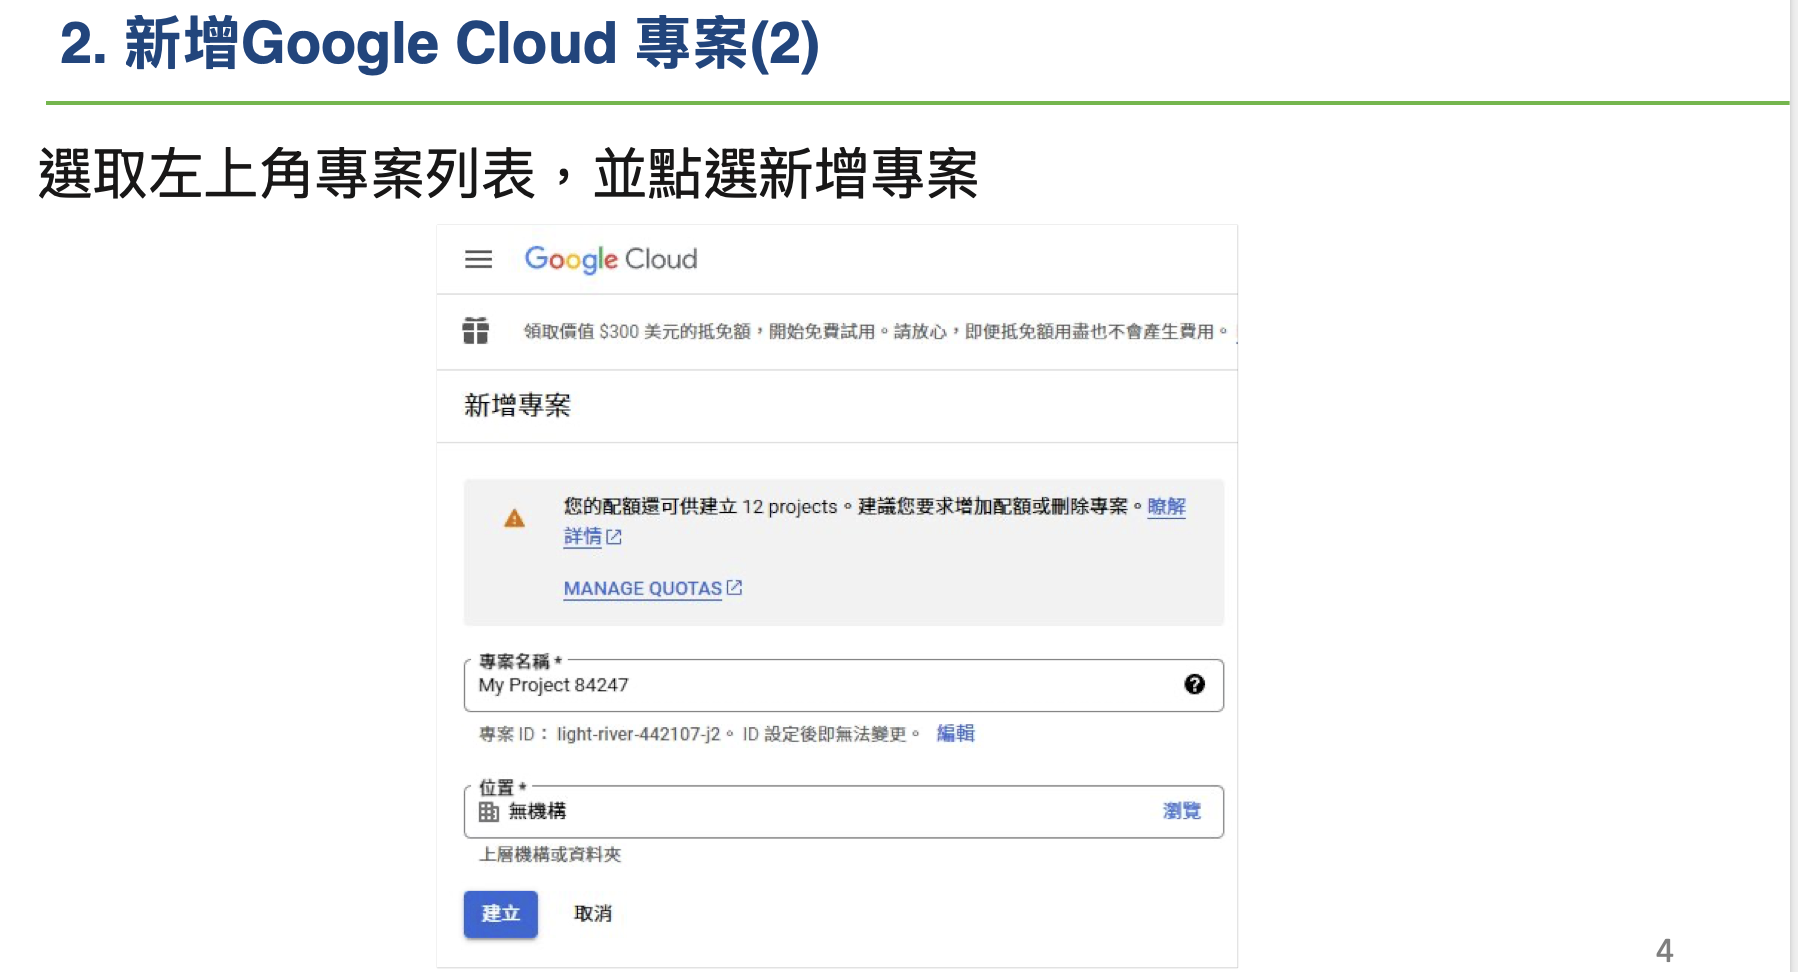 2. 新增Google Cloud 專案(2)
選取左上角專案列表，並點選新增專案
Google Cloud
領取價值 $300 美元的抵免額，開始免費試用。請放心，即便抵免額用盡也不會產生費用。
新增專案
您的配額還可供建立 12 projects。建議您要求增加配額或刪除專案。瞭解
詳情
MANAGE QUOTAS
專案名稱 *
My Project 84247
專案 ID： light-river-442107-j2。 ID 設定後即無法變更。 編輯
位置 *
無機構 瀏覽
上層機構或資料夾
建立 取消
4